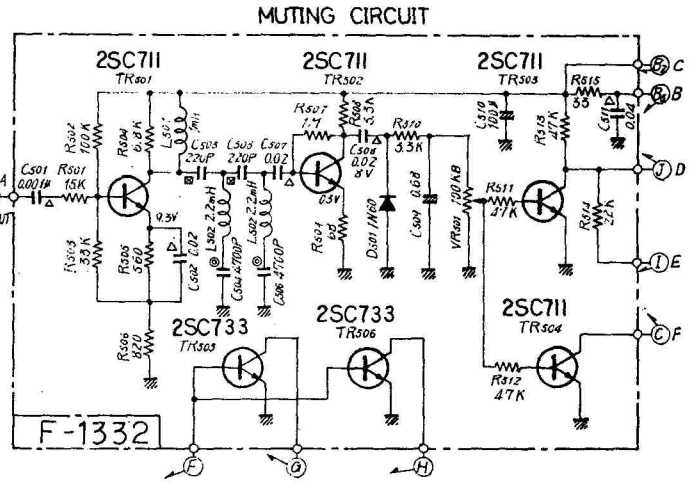 MUTING CIRCUIT
2SC711
TR501
2SC711
TR502
2SC711
TR503
B2 C
B
R502
100K
R504
6.8K
L501
R507
R508
3.3K
C510
100µ
R515
33
C511
0.04
R513
47K
A
C501
0.001µ
R501
15K
C503
220P
C505
220P
C507
0.02
C508
0.02
8V
R510
3.3K
J D
R511
47K
9.3V
0.3V
R503
33K
R505
560
C502 0.02
L502 2.2mH
L503 2.2mH
C504 4700P
C506 4700P
R509
68
D501 1N60
C509
0.68
VR501
100KB
R514
22K
I E
R506
820
2SC733
TR505
2SC733
TR506
2SC711
TR504
C F
R512
47K
F-1332
F
G
H